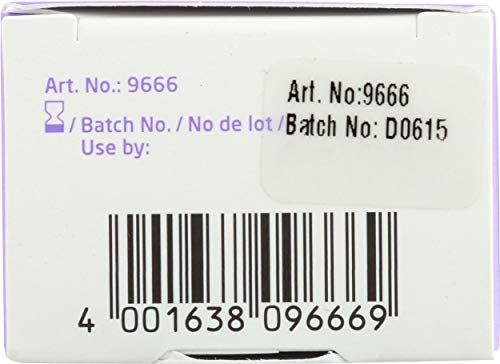 Art. No.: 9666
/ Batch No. / No de lot /
Use by:
Art. No:9666
Batch No: D0615
4 001638 096669